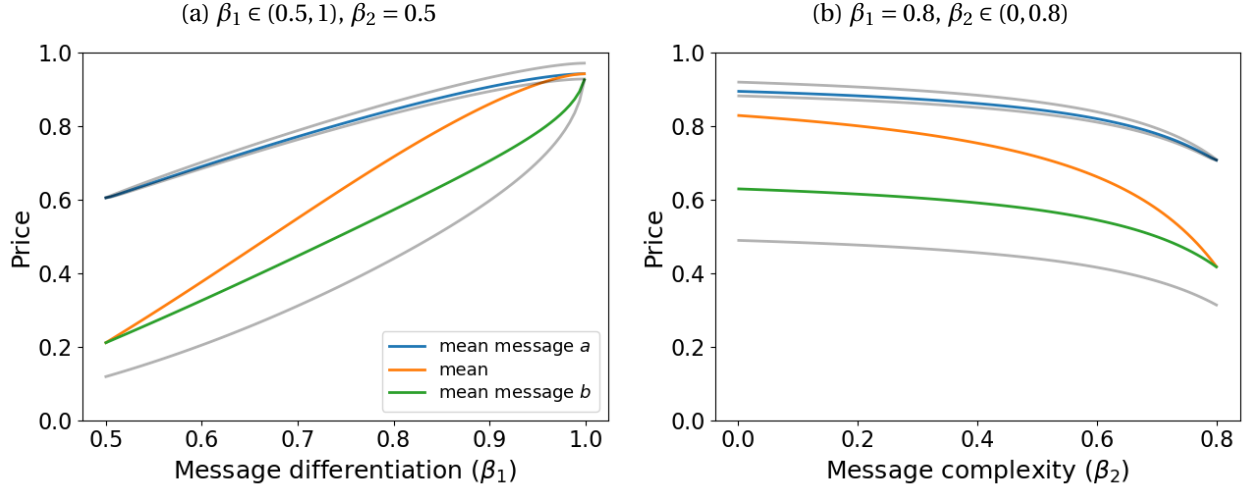 (a) β₁ ∈ (0.5, 1), β₂ = 0.5
1.0
0.8
0.6
0.4
0.2
0.0
Price
0.5 0.6 0.7 0.8 0.9 1.0
Message differentiation (β₁)
mean message a
mean
mean message b
(b) β₁ = 0.8, β₂ ∈ (0, 0.8)
1.0
0.8
0.6
0.4
0.2
0.0
Price
0.0 0.2 0.4 0.6 0.8
Message complexity (β₂)